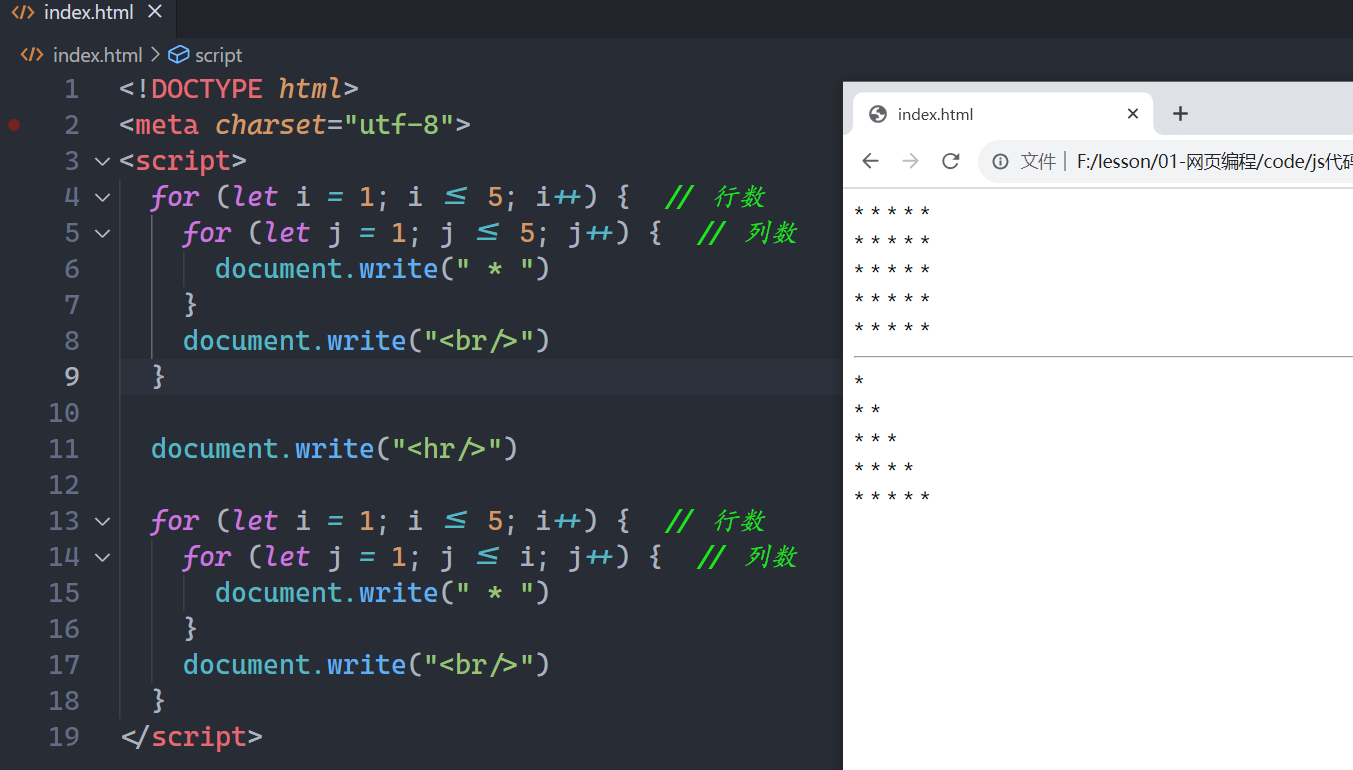 index.html
index.html > script
1 <!DOCTYPE html>
2 <meta charset="utf-8">
3 <script>
4 for (let i = 1; i <= 5; i++) { // 行数
5 for (let j = 1; j <= 5; j++) { // 列数
6 document.write(" * ")
7 }
8 document.write("<br/>")
9 }
10
11 document.write("<hr/>")
12
13 for (let i = 1; i <= 5; i++) { // 行数
14 for (let j = 1; j <= i; j++) { // 列数
15 document.write(" * ")
16 }
17 document.write("<br/>")
18 }
19 </script>
index.html
文件 | F:/lesson/01-网页编程/code/js代码
* * * * *
* * * * *
* * * * *
* * * * *
* * * * *
*
* *
* * *
* * * *
* * * * *